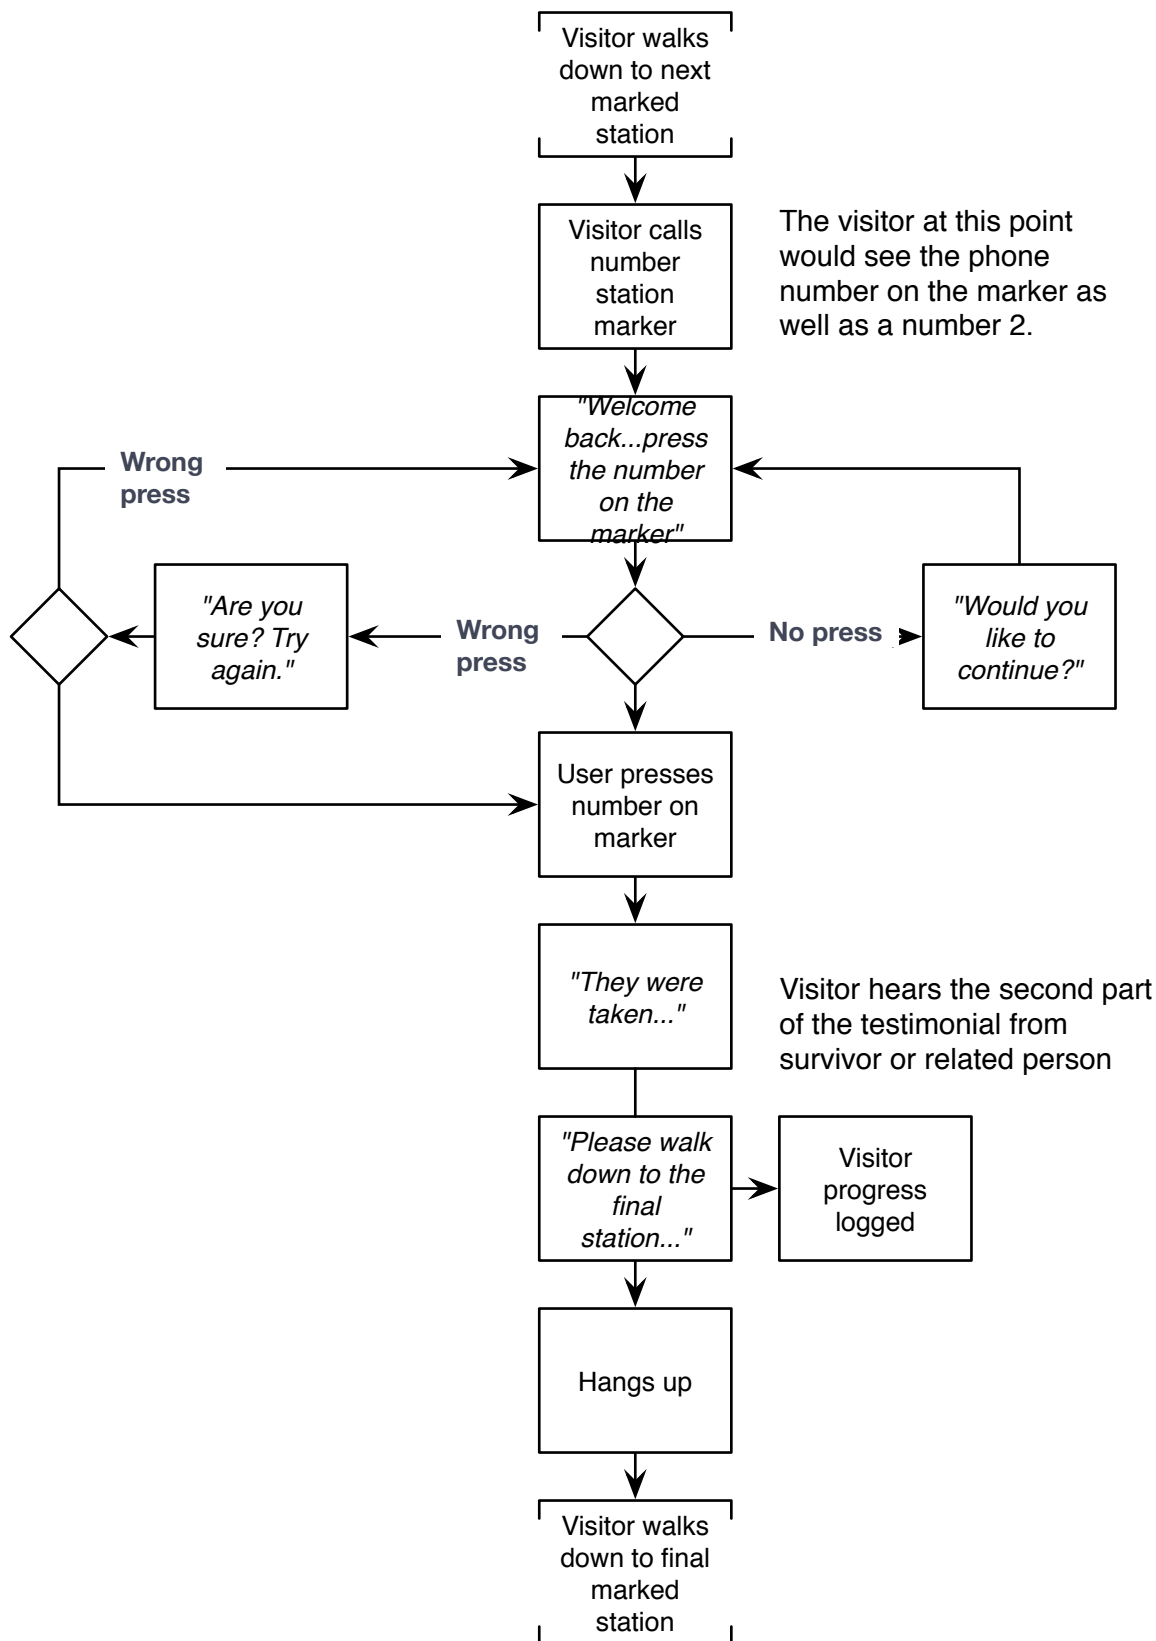 Visitor walks
down to next
marked
station
Visitor calls
number
station
marker
The visitor at this point
would see the phone
number on the marker as
well as a number 2.
"Welcome
back...press
the number
on the
marker"
Wrong
press
"Are you
sure? Try
again."
Wrong
press
No press
"Would you
like to
continue?"
User presses
number on
marker
"They were
taken..."
Visitor hears the second part
of the testimonial from
survivor or related person
"Please walk
down to the
final
station..."
Visitor
progress
logged
Hangs up
Visitor walks
down to final
marked
station